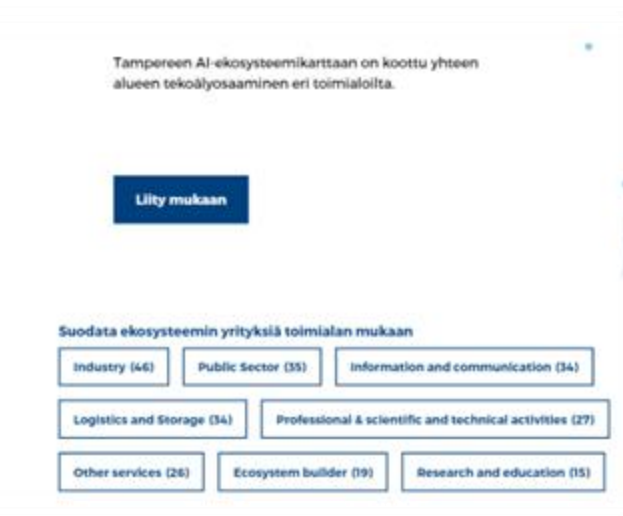 Tampereen AI-ekosysteemikarttaan on koottu yhteen
alueen tekoälyosaaminen eri toimialoilta.
Liity mukaan
Suodata ekosysteemin yrityksiä toimialan mukaan
Industry (46)
Public Sector (35)
Information and communication (34)
Logistics and Storage (34)
Professional & scientific and technical activities (27)
Other services (26)
Ecosystem builder (19)
Research and education (15)